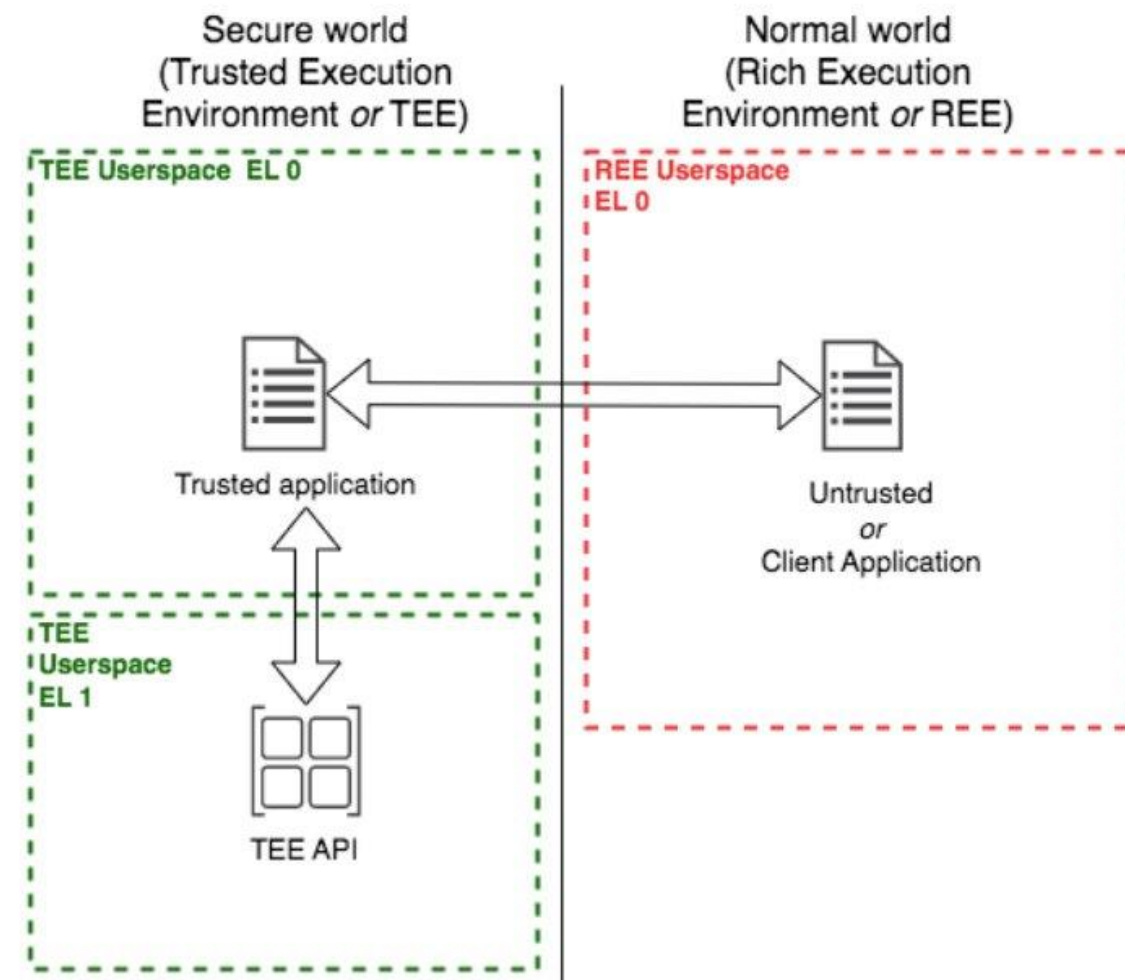 Secure world
(Trusted Execution
Environment or TEE)
Normal world
(Rich Execution
Environment or REE)
TEE Userspace EL 0
REE Userspace
EL 0
Trusted application
Untrusted
or
Client Application
TEE
Userspace
EL 1
TEE API